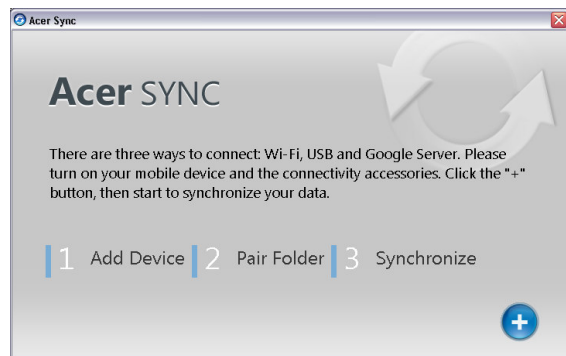 Acer Sync
Acer SYNC
There are three ways to connect: Wi-Fi, USB and Google Server. Please
turn on your mobile device and the connectivity accessories. Click the "+"
button, then start to synchronize your data.
1 Add Device 2 Pair Folder 3 Synchronize